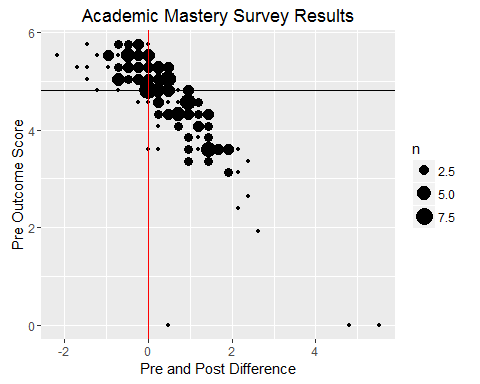 Academic Mastery Survey Results
6
4
2
0
Pre Outcome Score
-2
0
2
4
Pre and Post Difference
n
2.5
5.0
7.5